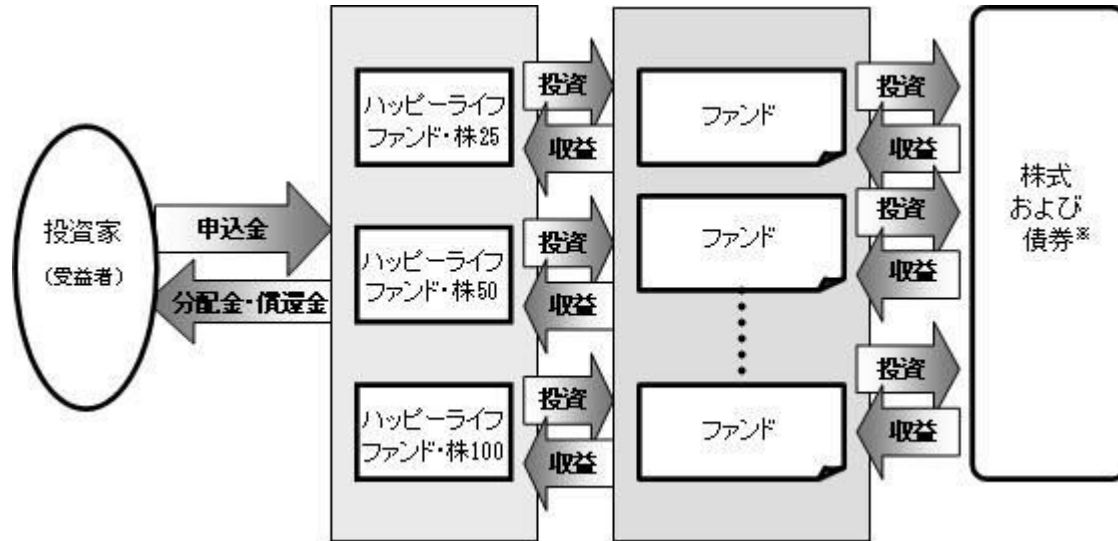 投資家
(受益者)
申込金
分配金・償還金
ハッピーライフ
ファンド・株25
投資
収益
ファンド
投資
収益
ハッピーライフ
ファンド・株50
投資
収益
ファンド
投資
収益
ハッピーライフ
ファンド・株100
投資
収益
ファンド
投資
収益
株式
および
債券※